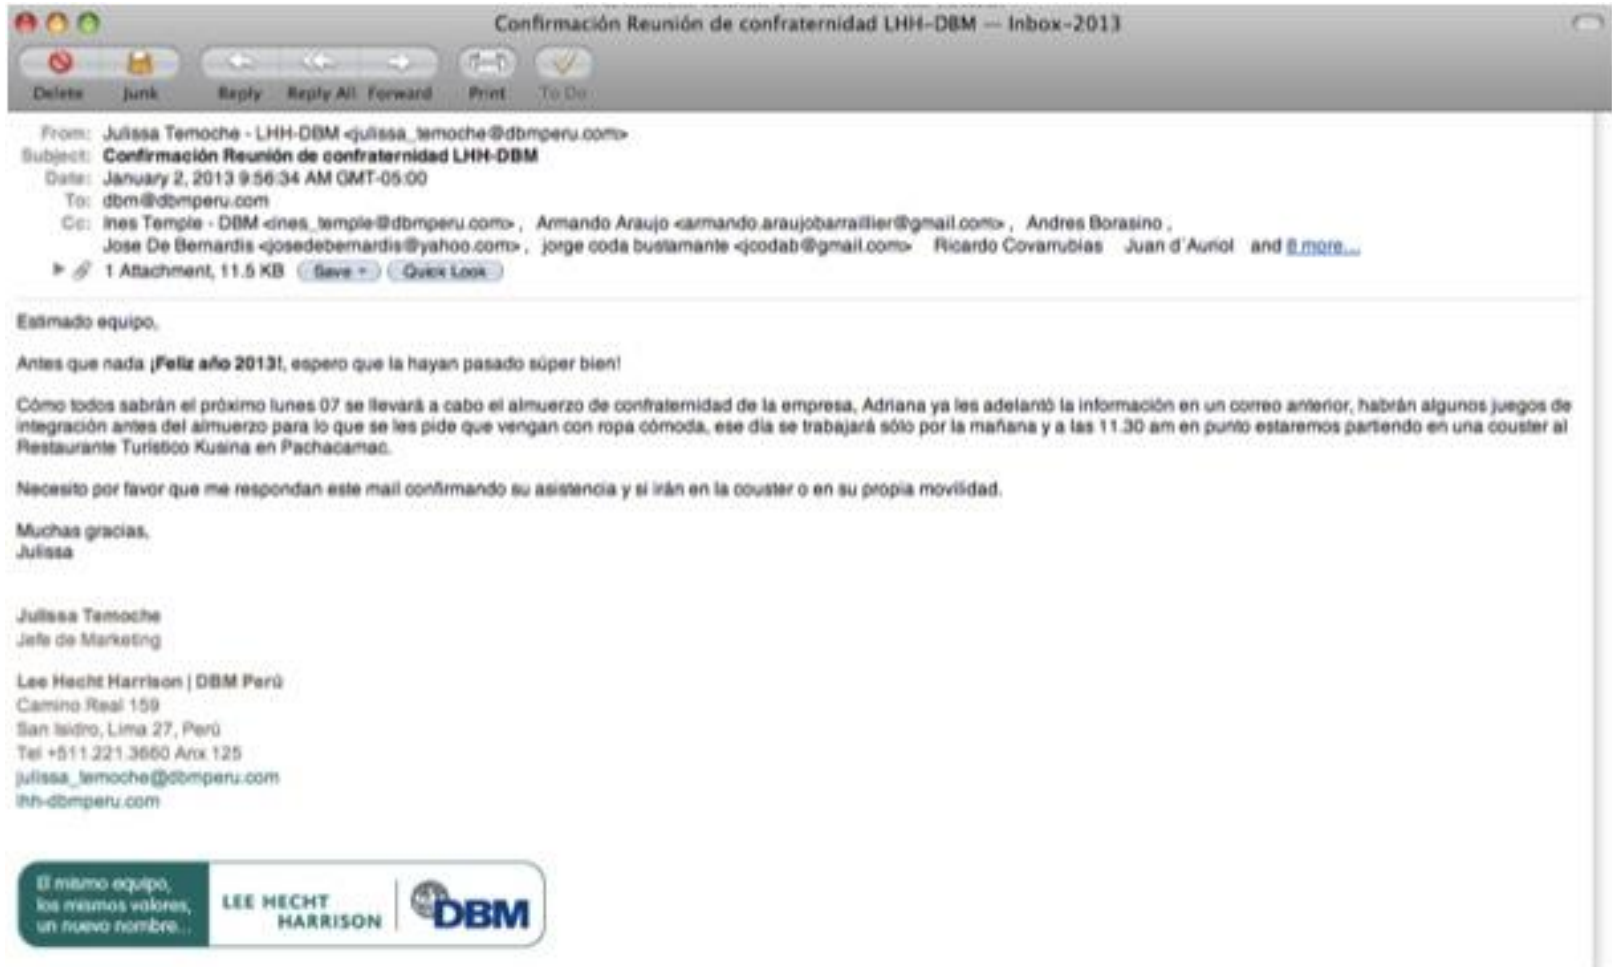 Confirmación Reunión de confraternidad LHH-DBM — Inbox-2013
Delete Junk Reply Reply All Forward Print To Do
From: Julissa Temoche - LHH-DBM <julissa_temoche@dbmperu.com>
Subject: Confirmación Reunión de confraternidad LHH-DBM
Date: January 2, 2013 9:56:34 AM GMT-05:00
To: dbm@dbmperu.com
Cc: Ines Temple - DBM <ines_temple@dbmperu.com>, Armando Araujo <armando.araujobarraillier@gmail.com>, Andres Borasino,
Jose De Bernardis <josedebernardis@yahoo.com>, jorge coda bustamante <jcodab@gmail.com> Ricardo Covarrubias Juan d'Auriol and 8 more...
1 Attachment, 11.5 KB Save Quick Look
Estimado equipo,
Antes que nada ¡Feliz año 2013!, espero que la hayan pasado súper bien!
Cómo todos sabrán el próximo lunes 07 se llevará a cabo el almuerzo de confraternidad de la empresa, Adriana ya les adelantó la información en un correo anterior, habrán algunos juegos de
integración antes del almuerzo para lo que se les pide que vengan con ropa cómoda, ese día se trabajará sólo por la mañana y a las 11.30 am en punto estaremos partiendo en una couster al
Restaurante Turístico Kusina en Pachacamac.
Necesito por favor que me respondan este mail confirmando su asistencia y si irán en la couster o en su propia movilidad.
Muchas gracias,
Julissa
Julissa Temoche
Jefe de Marketing
Lee Hecht Harrison | DBM Perú
Camino Real 159
San Isidro, Lima 27, Perú
Tel +511.221.3660 Anx 125
julissa_temoche@dbmperu.com
lhh-dbmperu.com
El mismo equipo,
los mismos valores,
un nuevo nombre...
LEE HECHT
HARRISON
DBM